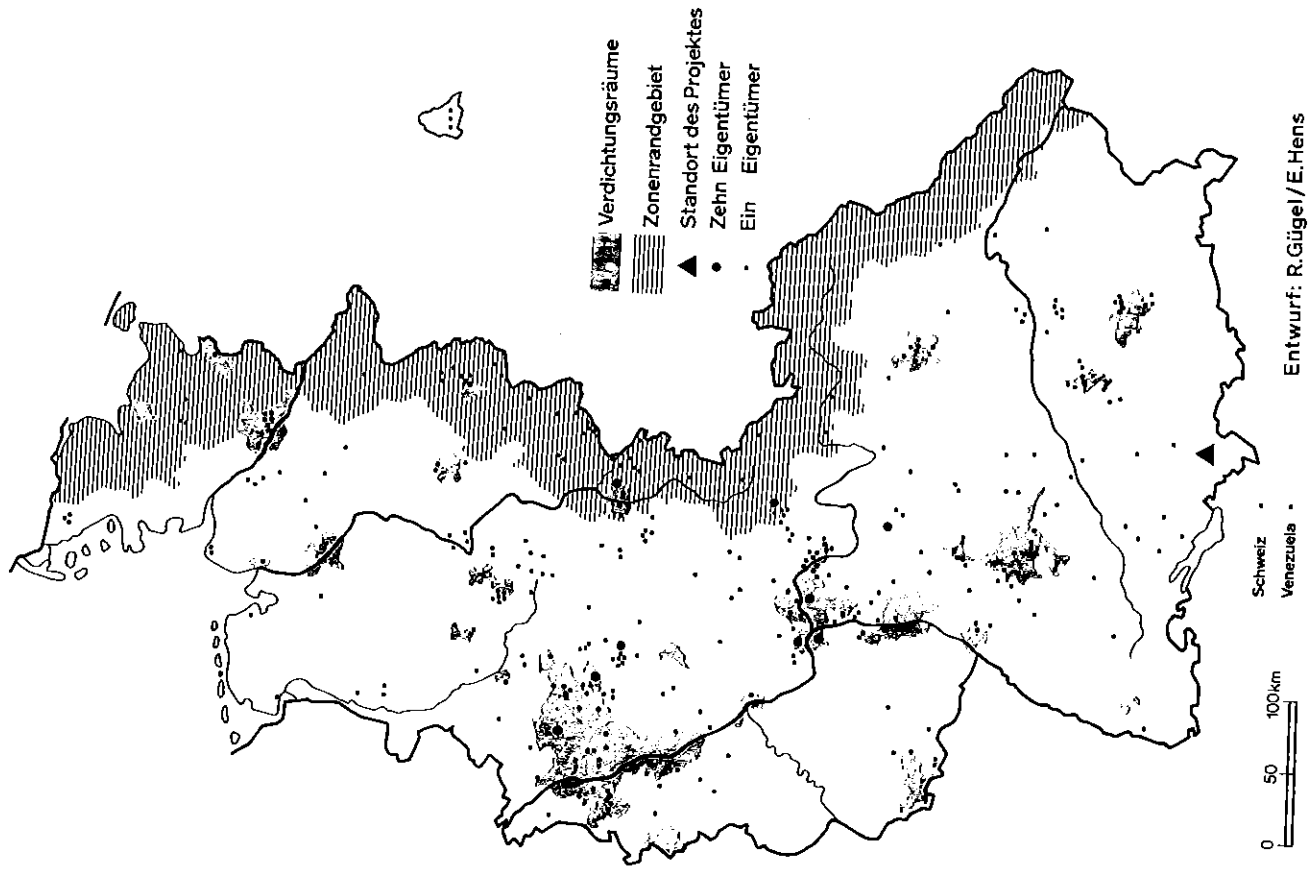 Verdichtungsräume
Zonenrandgebiet
Standort des Projektes
Zehn Eigentümer
Ein Eigentümer
Schweiz
Venezuela
0 50 100km
Entwurf: R.Gügel / E.Hens